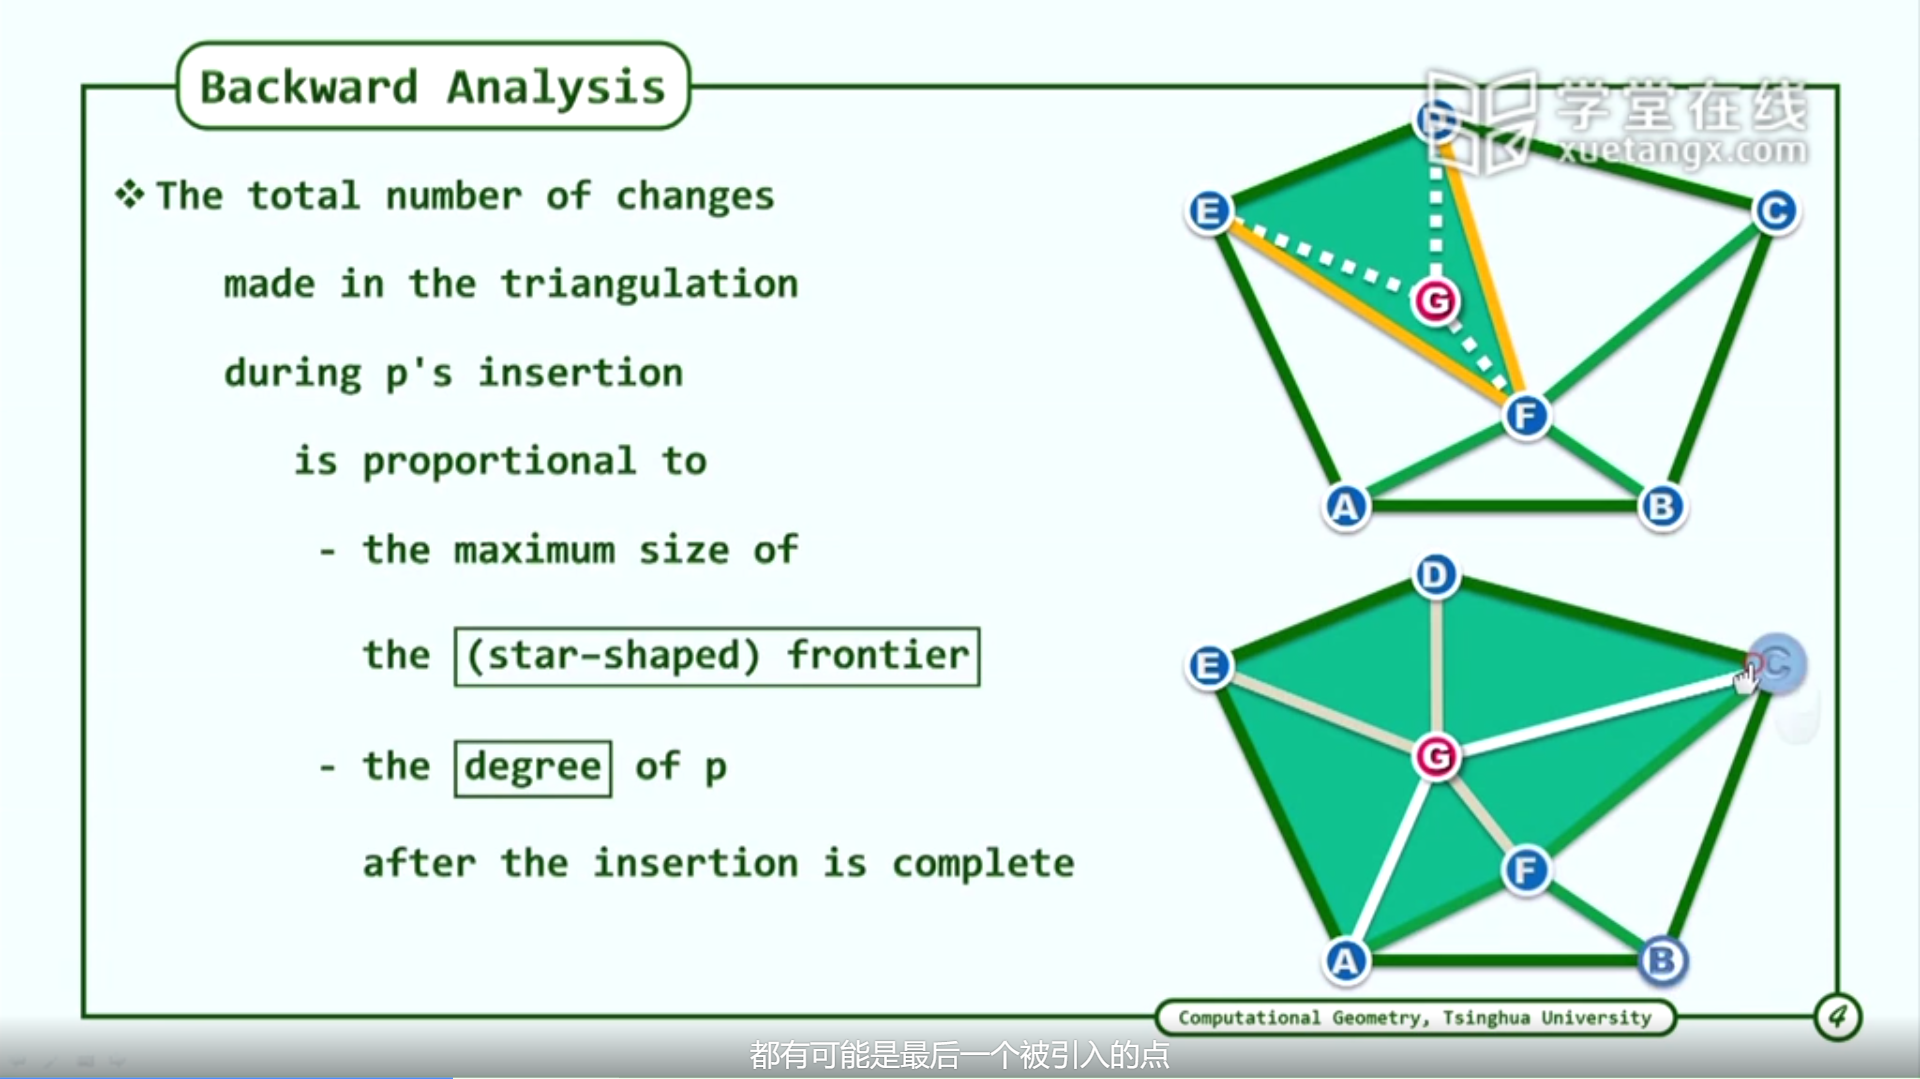 Backward Analysis
学堂在线
xuetangx.com
❖ The total number of changes
made in the triangulation
during p's insertion
is proportional to
- the maximum size of
the (star-shaped) frontier
- the degree of p
after the insertion is complete
D
E
C
G
F
A
B
D
E
C
G
F
A
B
Computational Geometry, Tsinghua University
4
都有可能是最后一个被引入的点